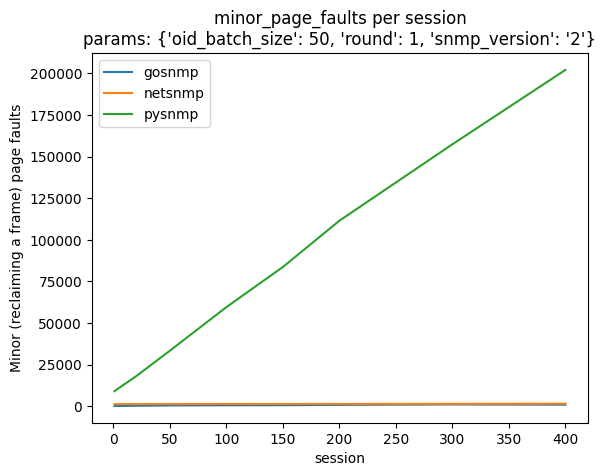 minor_page_faults per session
params: {'oid_batch_size': 50, 'round': 1, 'snmp_version': '2'}
gosnmp
netsnmp
pysnmp
Minor (reclaiming a frame) page faults
200000
175000
150000
125000
100000
75000
50000
25000
0
0 50 100 150 200 250 300 350 400
session